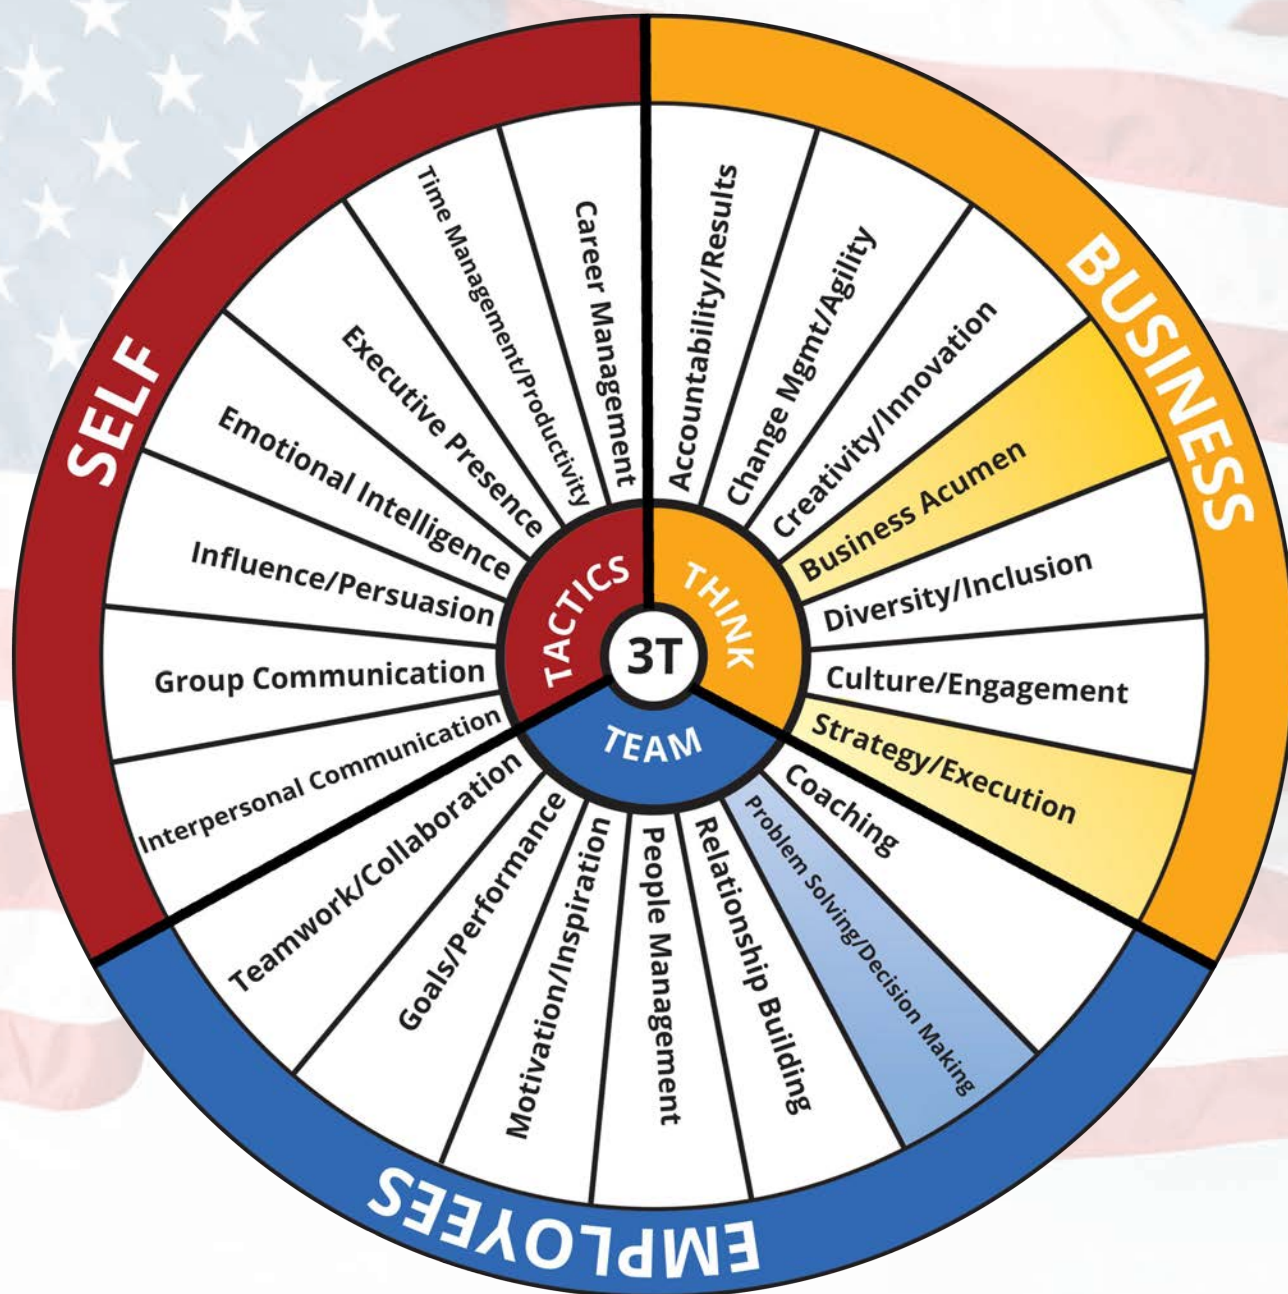 SELF
BUSINESS
EMPLOYEES
3T
TACTICS
THINK
TEAM
Accountability/Results
Change Mgmt/Agility
Creativity/Innovation
Business Acumen
Diversity/Inclusion
Culture/Engagement
Strategy/Execution
Coaching
Problem Solving/Decision Making
Relationship Building
People Management
Motivation/Inspiration
Goals/Performance
Teamwork/Collaboration
Interpersonal Communication
Group Communication
Influence/Persuasion
Emotional Intelligence
Executive Presence
Time Management/Productivity
Career Management